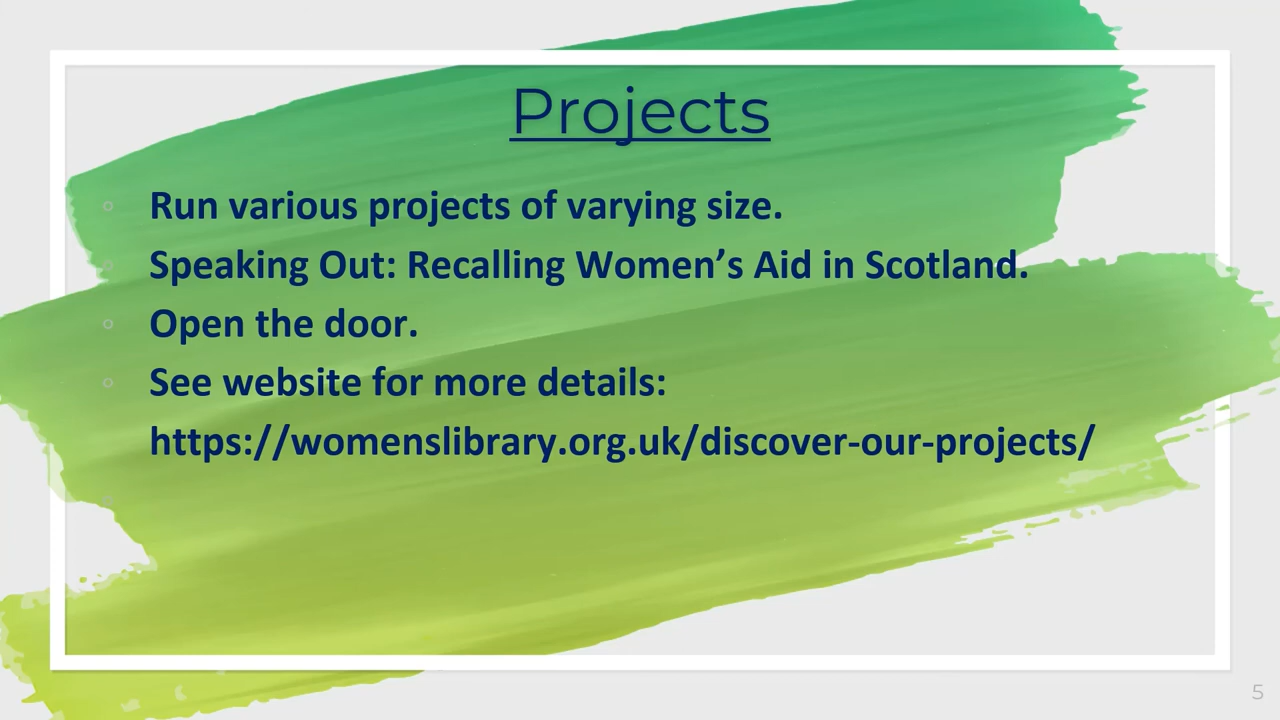 Projects
Run various projects of varying size.
Speaking Out: Recalling Women’s Aid in Scotland.
Open the door.
See website for more details:
https://womenslibrary.org.uk/discover-our-projects/
5